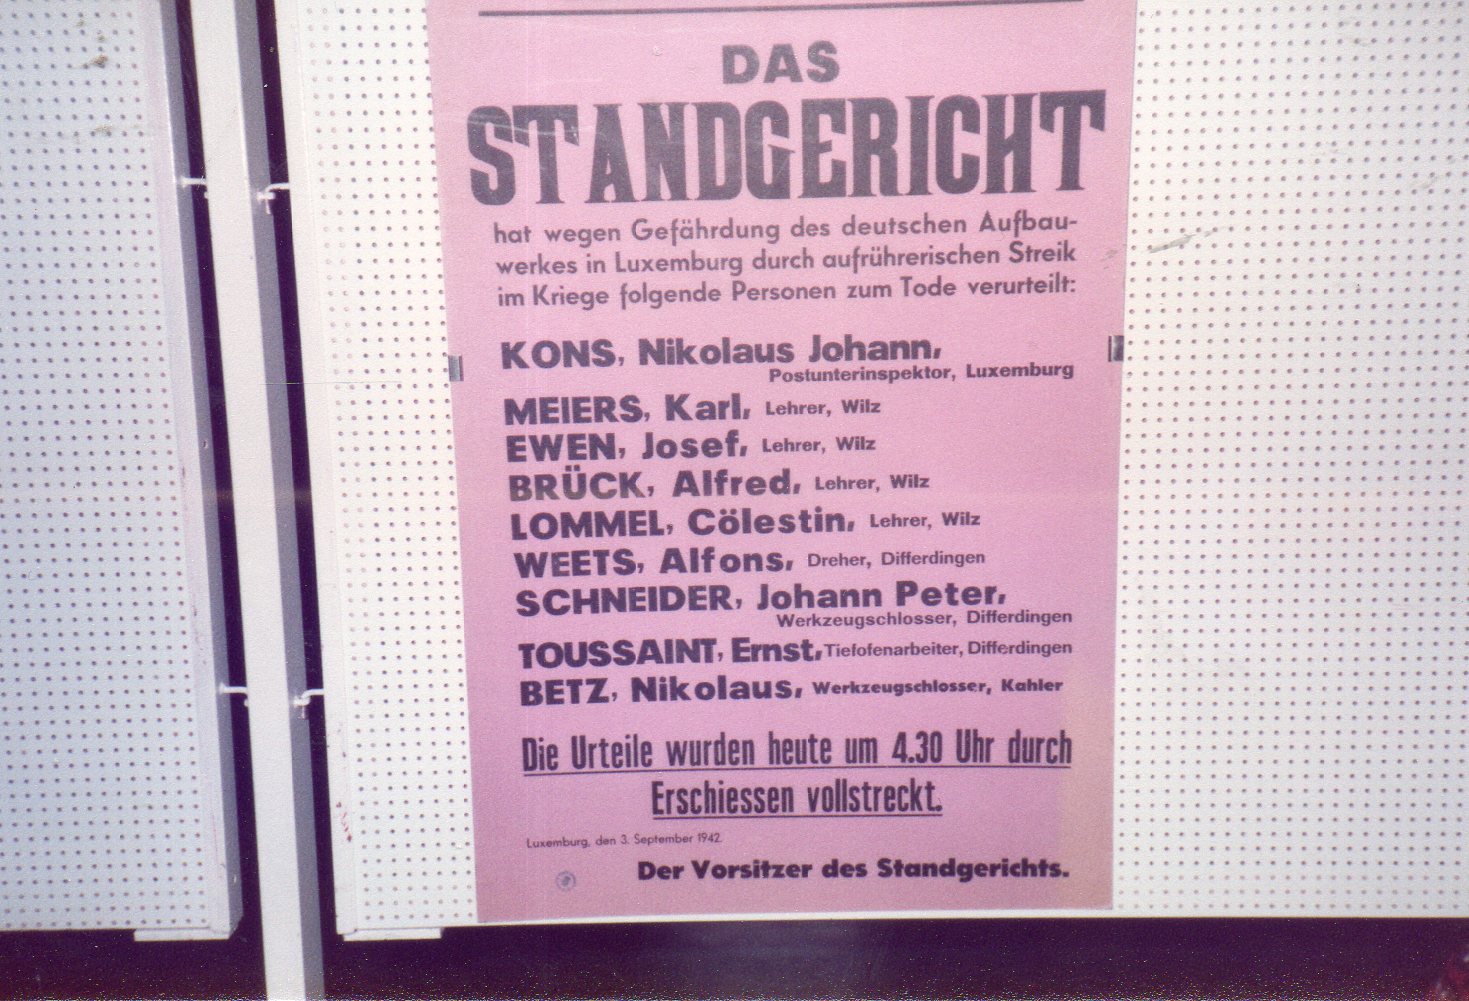 DAS
STANDGERICHT
hat wegen Gefährdung des deutschen Aufbau-
werkes in Luxemburg durch aufrührerischen Streik
im Kriege folgende Personen zum Tode verurteilt:
KONS, Nikolaus Johann,
Postunterinspektor, Luxemburg
MEIERS, Karl, Lehrer, Wilz
EWEN, Josef, Lehrer, Wilz
BRÜCK, Alfred, Lehrer, Wilz
LOMMEL, Cölestin, Lehrer, Wilz
WEETS, Alfons, Dreher, Differdingen
SCHNEIDER, Johann Peter,
Werkzeugschlosser, Differdingen
TOUSSAINT, Ernst, Tiefofenarbeiter, Differdingen
BETZ, Nikolaus, Werkzeugschlosser, Kahler
Die Urteile wurden heute um 4.30 Uhr durch
Erschiessen vollstreckt.
Luxemburg, den 3. September 1942.
Der Vorsitzer des Standgerichts.